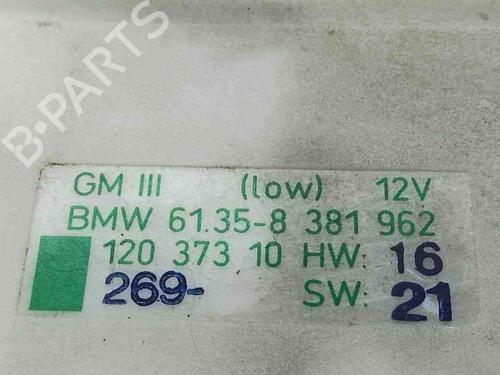 B-PARTS
GM III (low) 12V
BMW 61.35-8 381 962
120 373 10 HW: 16
269- SW: 21